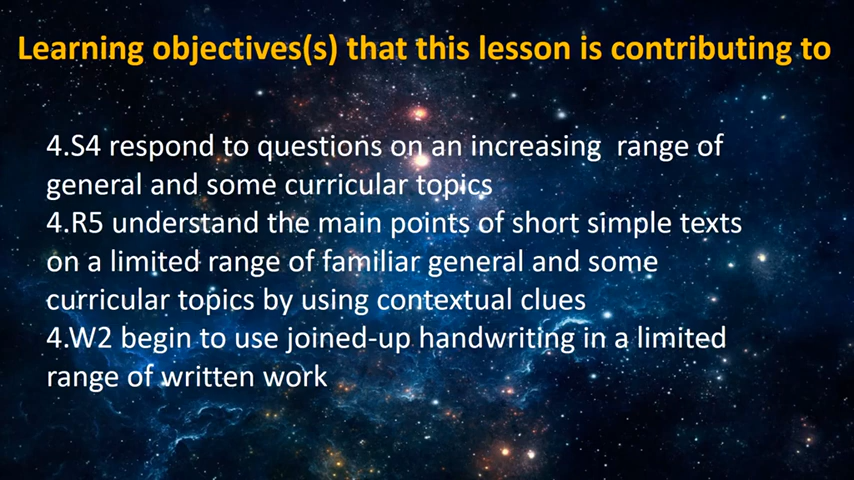 Learning objectives(s) that this lesson is contributing to
4.S4 respond to questions on an increasing  range of
general and some curricular topics
4.R5 understand the main points of short simple texts
on a limited range of familiar general and some
curricular topics by using contextual clues
4.W2 begin to use joined-up handwriting in a limited
range of written work